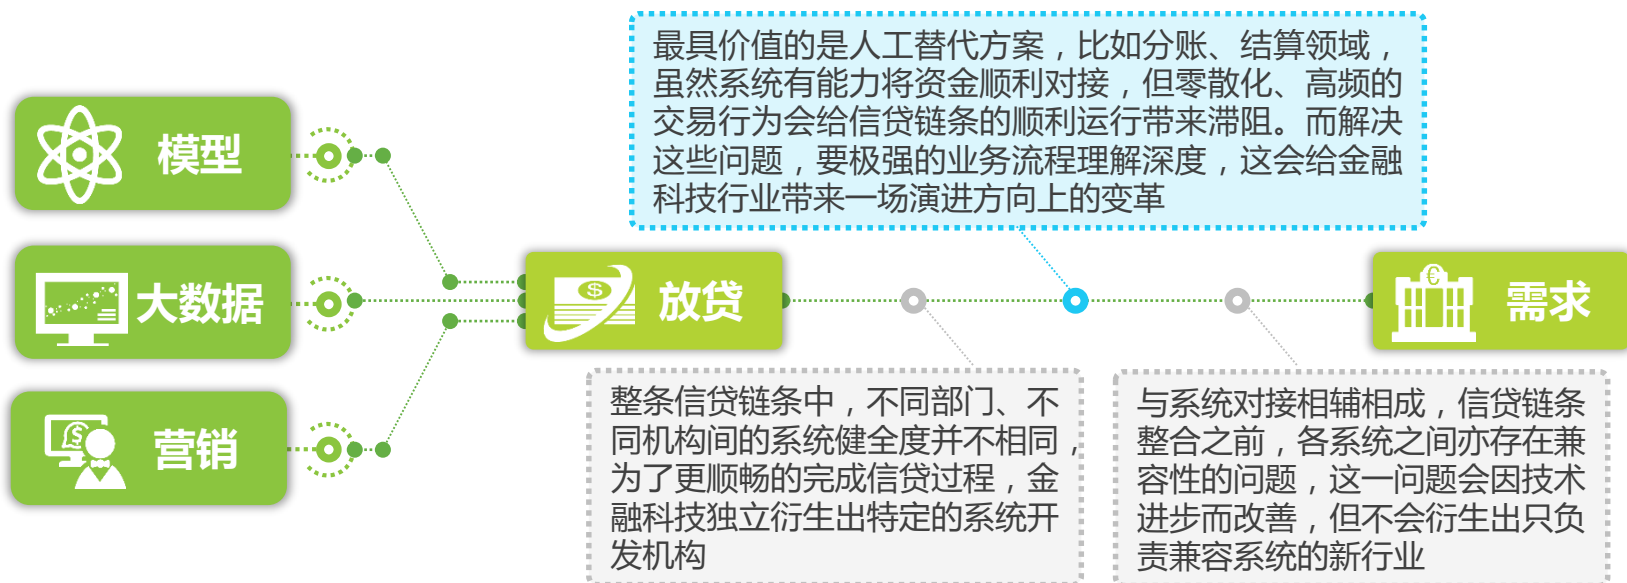 最具价值的是人工替代方案，比如分账、结算领域，
虽然系统有能力将资金顺利对接，但零散化、高频的
交易行为会给信贷链条的顺利运行带来滞阻。而解决
这些问题，要极强的业务流程理解深度，这会给金融
科技行业带来一场演进方向上的变革
模型
大数据
营销
$
放贷
€
需求
$
整条信贷链条中，不同部门、不
同机构间的系统健全度并不相同，
为了更顺畅的完成信贷过程，金
融科技独立衍生出特定的系统开
发机构
与系统对接相辅相成，信贷链条
整合之前，各系统之间亦存在兼
容性的问题，这一问题会因技术
进步而改善，但不会衍生出只负
责兼容系统的新行业